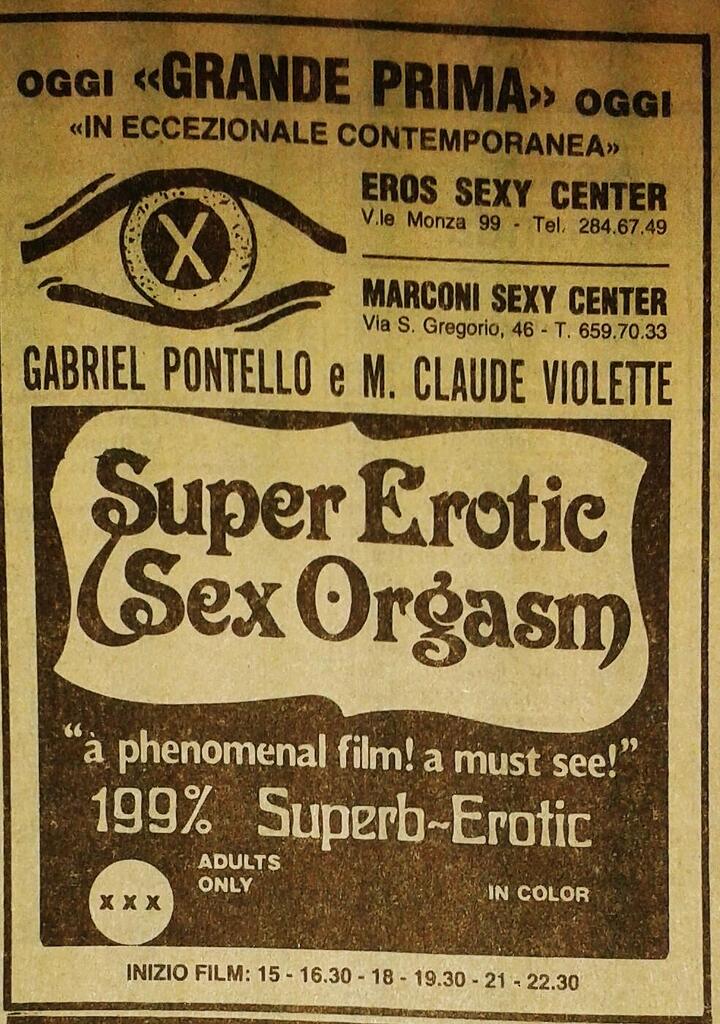 OGGI «GRANDE PRIMA» OGGI
«IN ECCEZIONALE CONTEMPORANEA»
X
EROS SEXY CENTER
V.le Monza 99 - Tel. 284.67.49
MARCONI SEXY CENTER
Via S. Gregorio, 46 - T. 659.70.33
GABRIEL PONTELLO e M. CLAUDE VIOLETTE
Super Erotic
Sex Orgasm
“à phenomenal film! a must see!”
199% Superb-Erotic
ADULTS
ONLY
x x x
IN COLOR
INIZIO FILM: 15 - 16.30 - 18 - 19.30 - 21 - 22.30